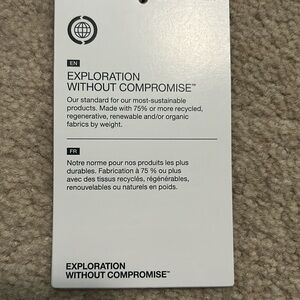 EN
EXPLORATION
WITHOUT COMPROMISE™
Our standard for our most-sustainable
products. Made with 75% or more recycled,
regenerative, renewable and/or organic
fabrics by weight.
FR
Notre norme pour nos produits les plus
durables. Fabrication à 75 % ou plus
avec des tissus recyclés, régénérables,
renouvelables ou naturels en poids.
EXPLORATION
WITHOUT COMPROMISE™